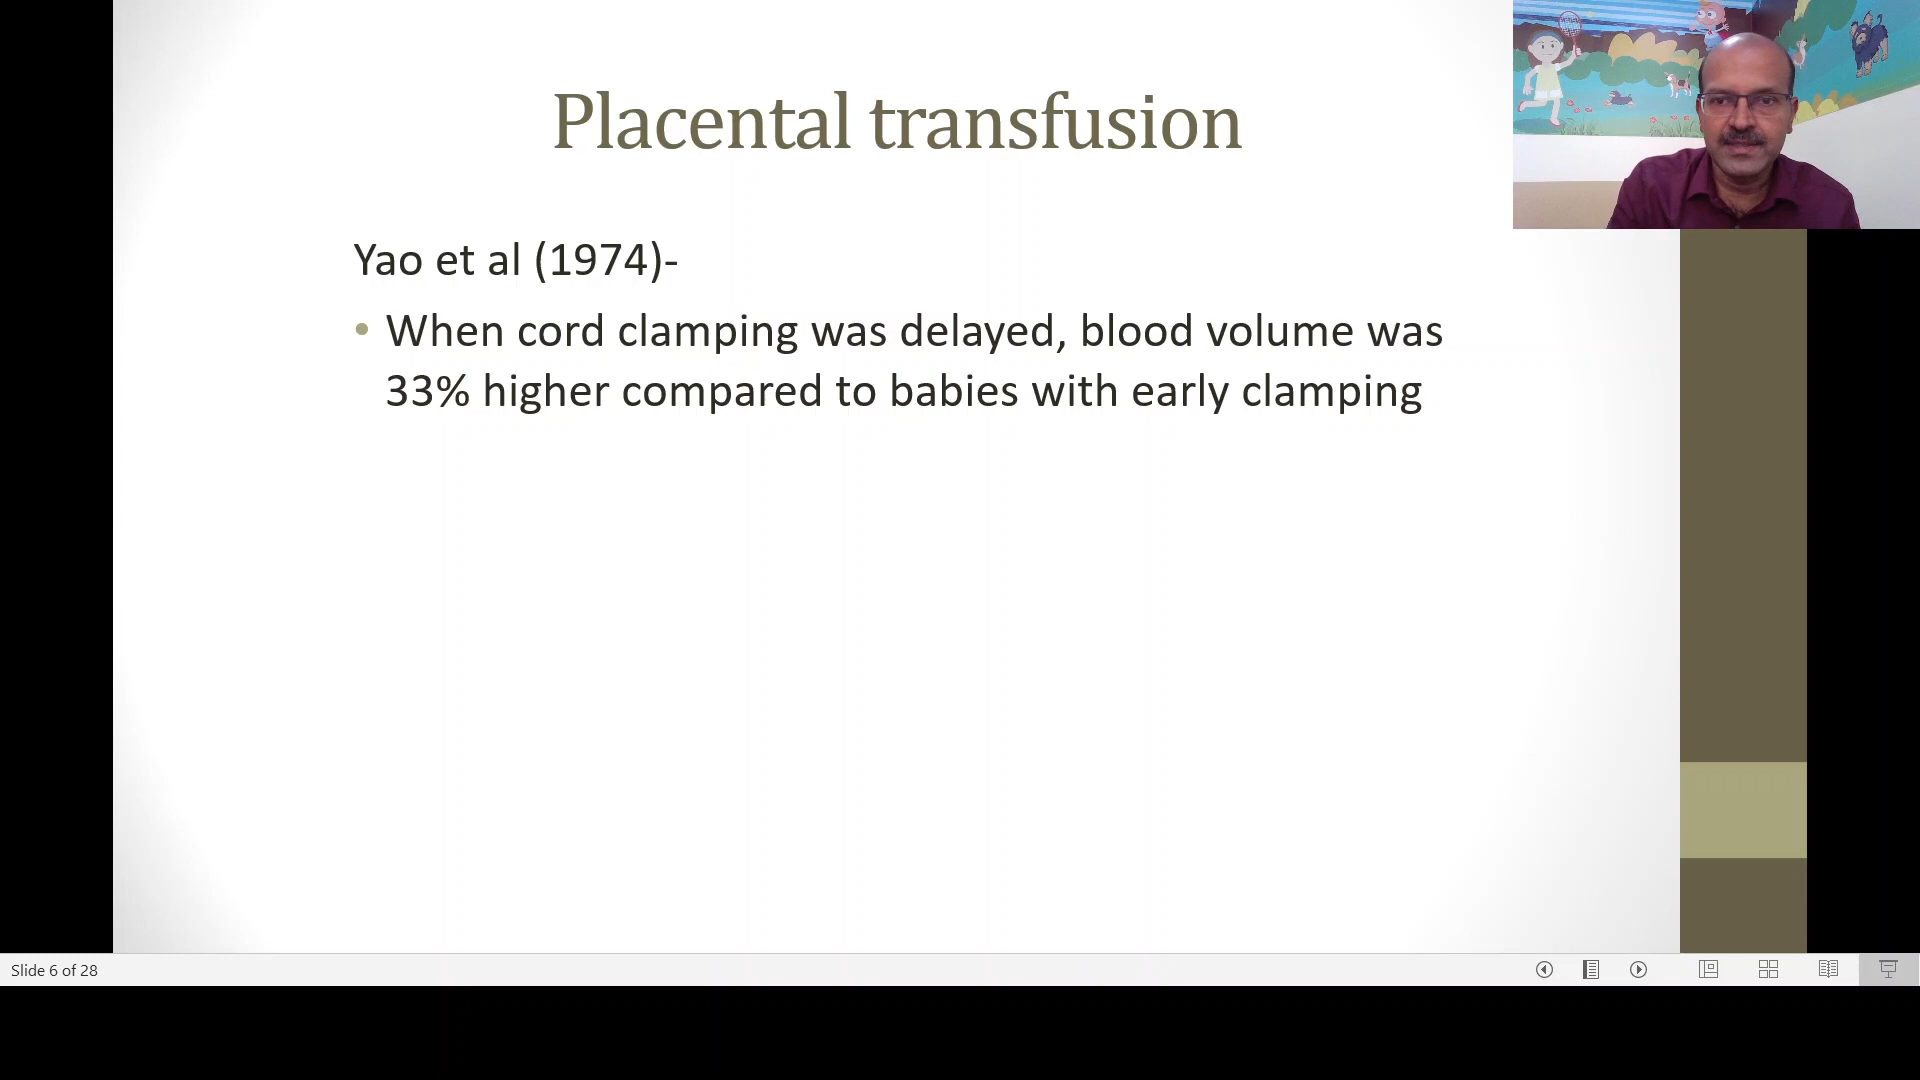 Placental transfusion
Yao et al (1974)-
• When cord clamping was delayed, blood volume was
33% higher compared to babies with early clamping
Slide 6 of 28